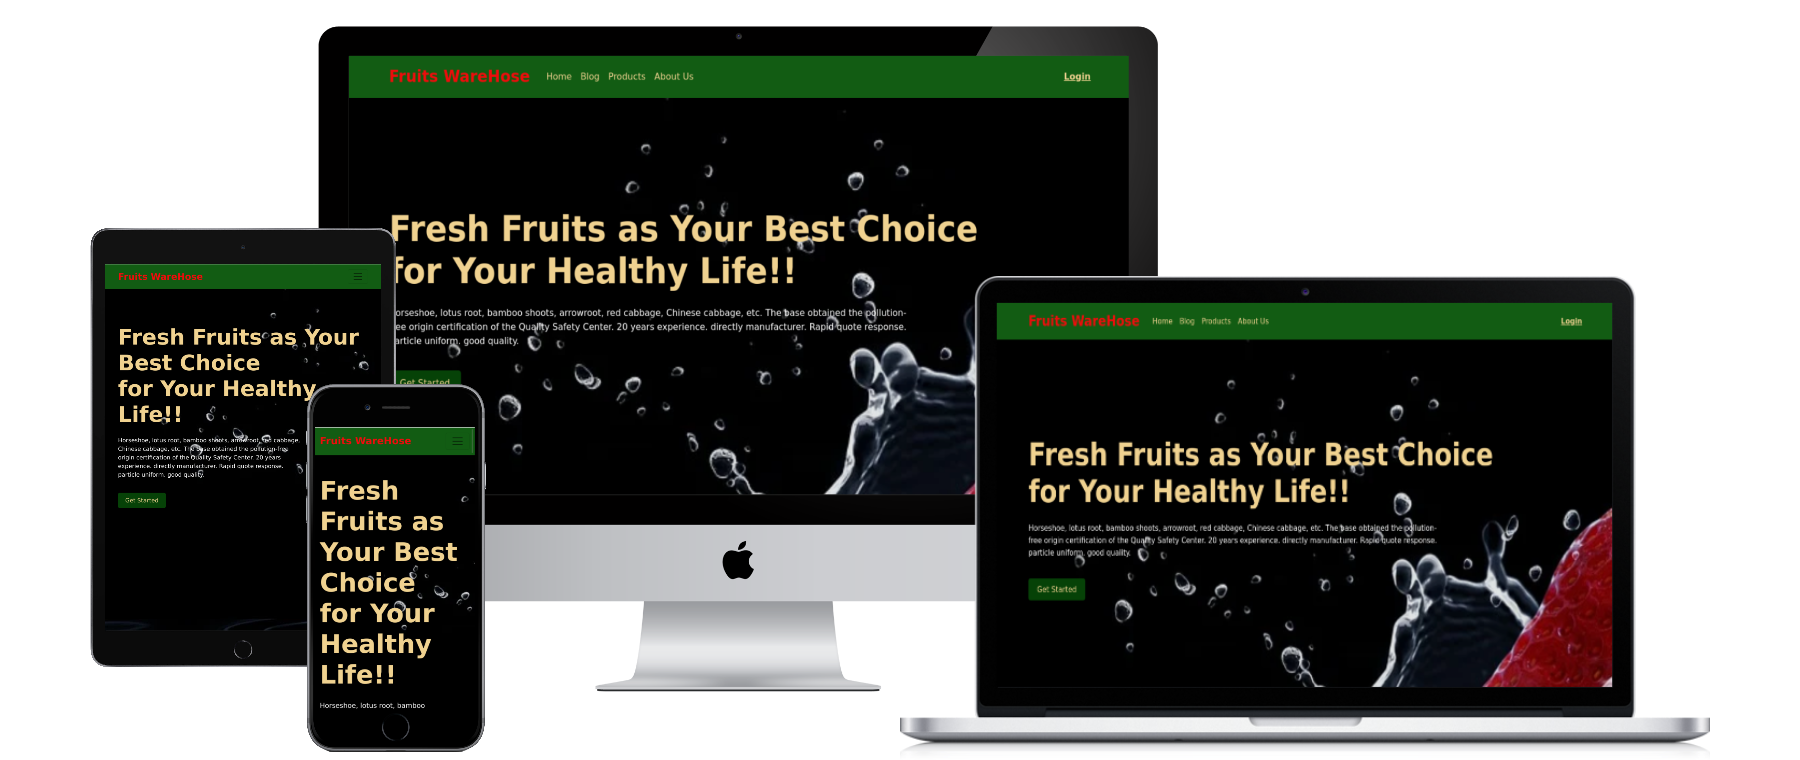 Fruits WareHose Home Blog Products About Us Login
Fresh Fruits as Your Best Choice
for Your Healthy Life!!
orseshoe, lotus root, bamboo shoots, arrowroot, red cabbage, Chinese cabbage, etc. The base obtained the pollution-
ee origin certification of the Quality Safety Center. 20 years experience. directly manufacturer. Rapid quote response.
article uniform. good quality.
Get Started
Fruits WareHose
Fresh Fruits as Your
Best Choice
for Your Healthy
Life!!
Horseshoe, lotus root, bamboo shoots, arrowroot, red cabbage,
Chinese cabbage, etc. The base obtained the pollution-free
origin certification of the Quality Safety Center. 20 years
experience. directly manufacturer. Rapid quote response.
particle uniform. good quality.
Get Started
Fruits WareHose
Fresh
Fruits as
Your Best
Choice
for Your
Healthy
Life!!
Horseshoe, lotus root, bamboo
Fruits WareHose Home Blog Products About Us Login
Fresh Fruits as Your Best Choice
for Your Healthy Life!!
Horseshoe, lotus root, bamboo shoots, arrowroot, red cabbage, Chinese cabbage, etc. The base obtained the pollution-
free origin certification of the Quality Safety Center. 20 years experience. directly manufacturer. Rapid quote response.
particle uniform. good quality.
Get Started